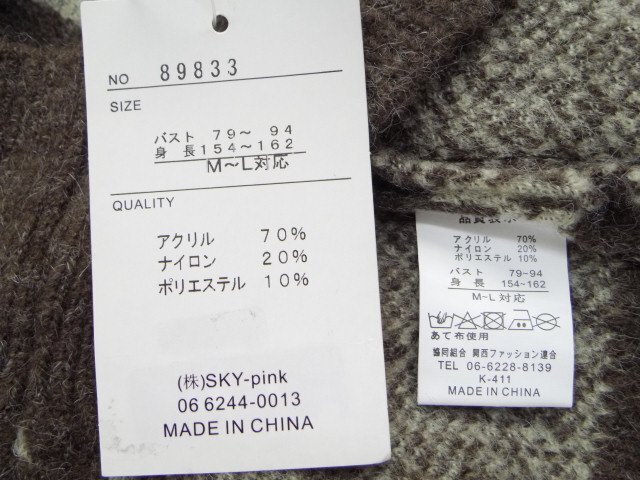 NO 89833
SIZE
バスト 79～ 94
身 長 154～162
M～L対応
QUALITY
アクリル 70%
ナイロン 20%
ポリエステル 10%
(株)SKY-pink
06 6244-0013
MADE IN CHINA
品質表示
アクリル 70%
ナイロン 20%
ポリエステル 10%
バスト 79~94
身 長 154~162
M~L 対応
あて布使用
協同組合 関西ファッション連合
TEL 06-6228-8139
K-411
MADE IN CHINA